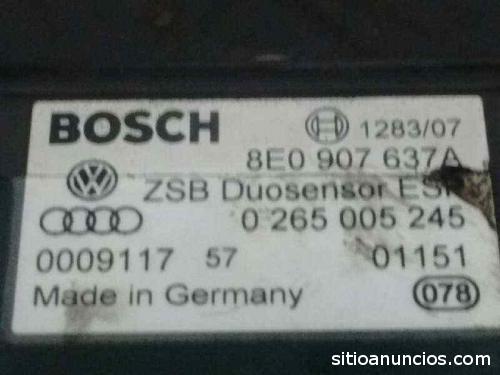 BOSCH 1283/07
8E0 907 637A
ZSB Duosensor ESP
0 265 005 245
0009117 57 01151
Made in Germany 078
sitioanuncios.com